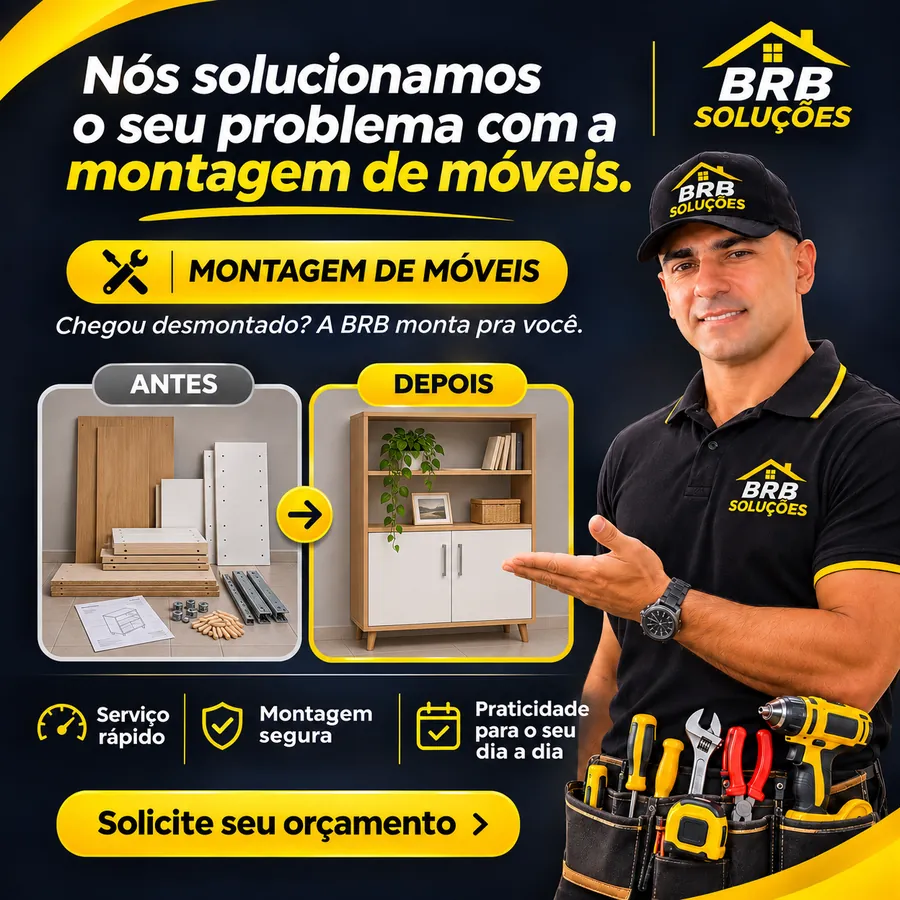 Nós solucionamos
o seu problema com a
montagem de móveis.
BRB
SOLUÇÕES
BRB
SOLUÇÕES
MONTAGEM DE MÓVEIS
Chegou desmontado? A BRB monta pra você.
ANTES
DEPOIS
BRB
SOLUÇÕES
Serviço
rápido
Montagem
segura
Praticidade
para o seu
dia a dia
Solicite seu orçamento